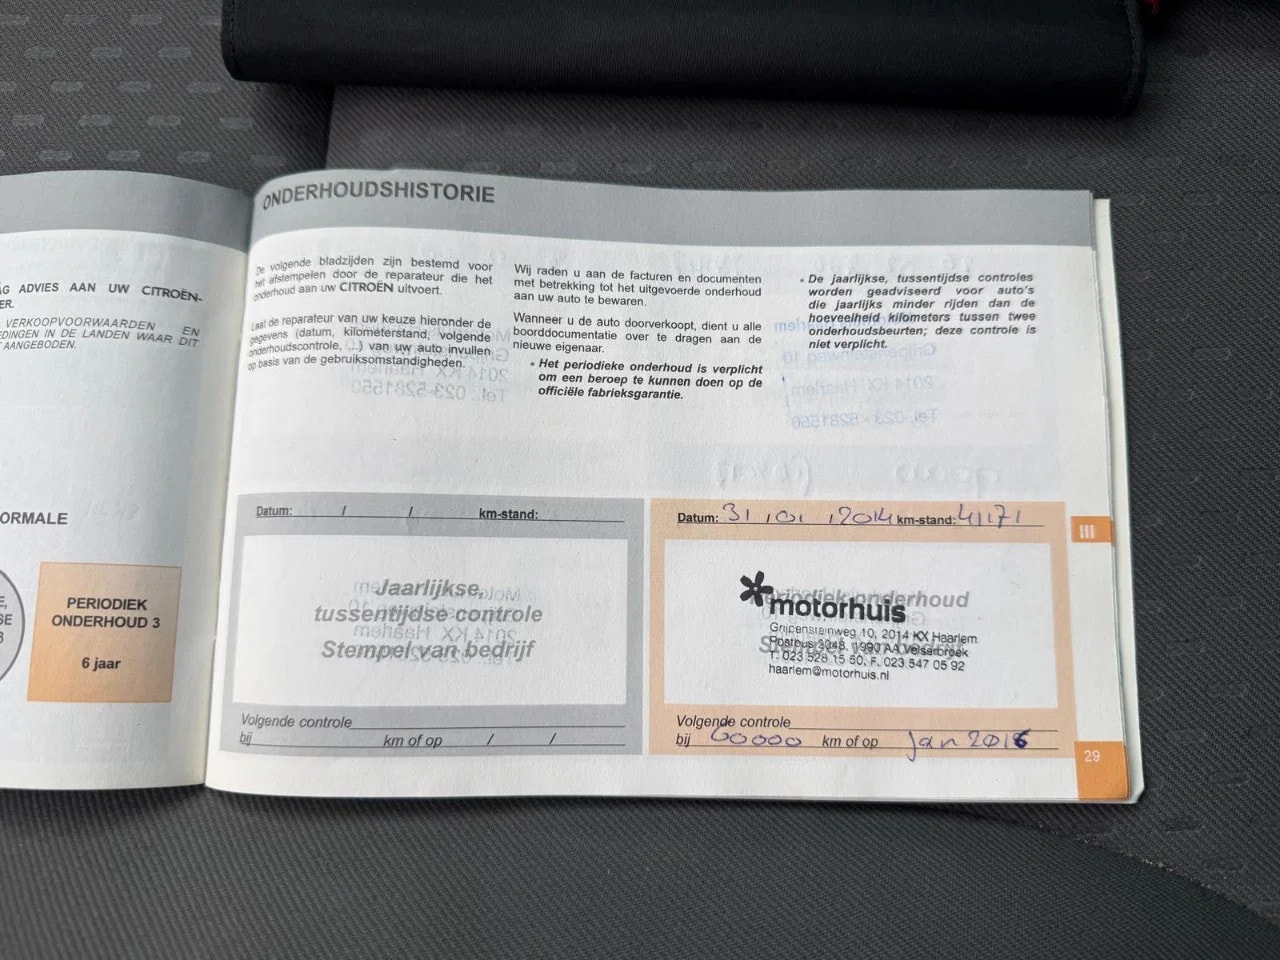 ONDERHOUDSHISTORIE
AG ADVIES AAN UW CITROËN-
ER.
VERKOOPVOORWAARDEN EN
EDINGEN IN DE LANDEN WAAR DIT
AANGEBODEN.
ORMALE
PERIODIEK
ONDERHOUD 3
6 jaar
De volgende bladzijden zijn bestemd voor
het afstempelen door de reparateur die het
onderhoud aan uw CITROËN uitvoert.
Laat de reparateur van uw keuze hieronder de
gegevens (datum, kilometerstand, volgende
onderhoudscontrole, ...) van uw auto invullen
op basis van de gebruiksomstandigheden.
Wij raden u aan de facturen en documenten
met betrekking tot het uitgevoerde onderhoud
aan uw auto te bewaren.
Wanneer u de auto doorverkoopt, dient u alle
boorddocumentatie over te dragen aan de
nieuwe eigenaar.
• Het periodieke onderhoud is verplicht
om een beroep te kunnen doen op de
officiële fabrieksgarantie.
• De jaarlijkse, tussentijdse controles
worden geadviseerd voor auto's
die jaarlijks minder rijden dan de
hoeveelheid kilometers tussen twee
onderhoudsbeurten; deze controle is
niet verplicht.
Datum: / / km-stand:
Jaarlijkse,
tussentijdse controle
Stempel van bedrijf
Volgende controle
bij km of op / /
Datum: 31 / 01 / 2014 km-stand: 41171
Periodiek onderhoud
motorhuis
Grijpensteinweg 10, 2014 KX Haarlem
Postbus 3048, 1990 AA Velserbroek
T. 023 528 15 50, F. 023 547 05 92
haarlem@motorhuis.nl
Volgende controle
bij 60000 km of op jan 2016
III
29